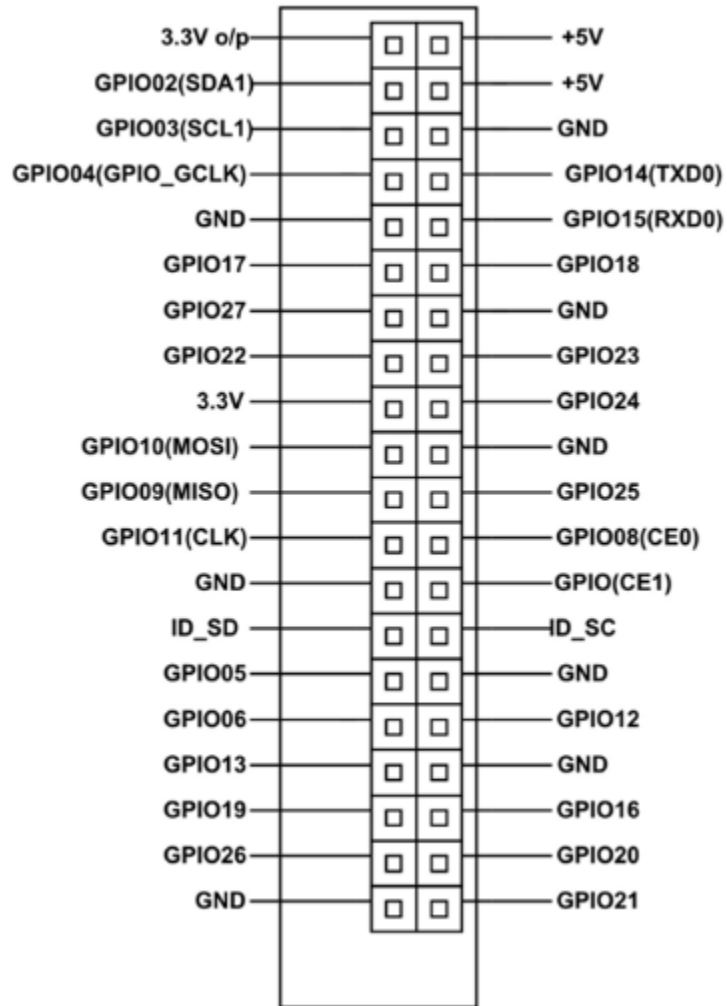 3.3V o/p +5V
GPIO02(SDA1) +5V
GPIO03(SCL1) GND
GPIO04(GPIO_GCLK) GPIO14(TXD0)
GND GPIO15(RXD0)
GPIO17 GPIO18
GPIO27 GND
GPIO22 GPIO23
3.3V GPIO24
GPIO10(MOSI) GND
GPIO09(MISO) GPIO25
GPIO11(CLK) GPIO08(CE0)
GND GPIO(CE1)
ID_SD ID_SC
GPIO05 GND
GPIO06 GPIO12
GPIO13 GND
GPIO19 GPIO16
GPIO26 GPIO20
GND GPIO21